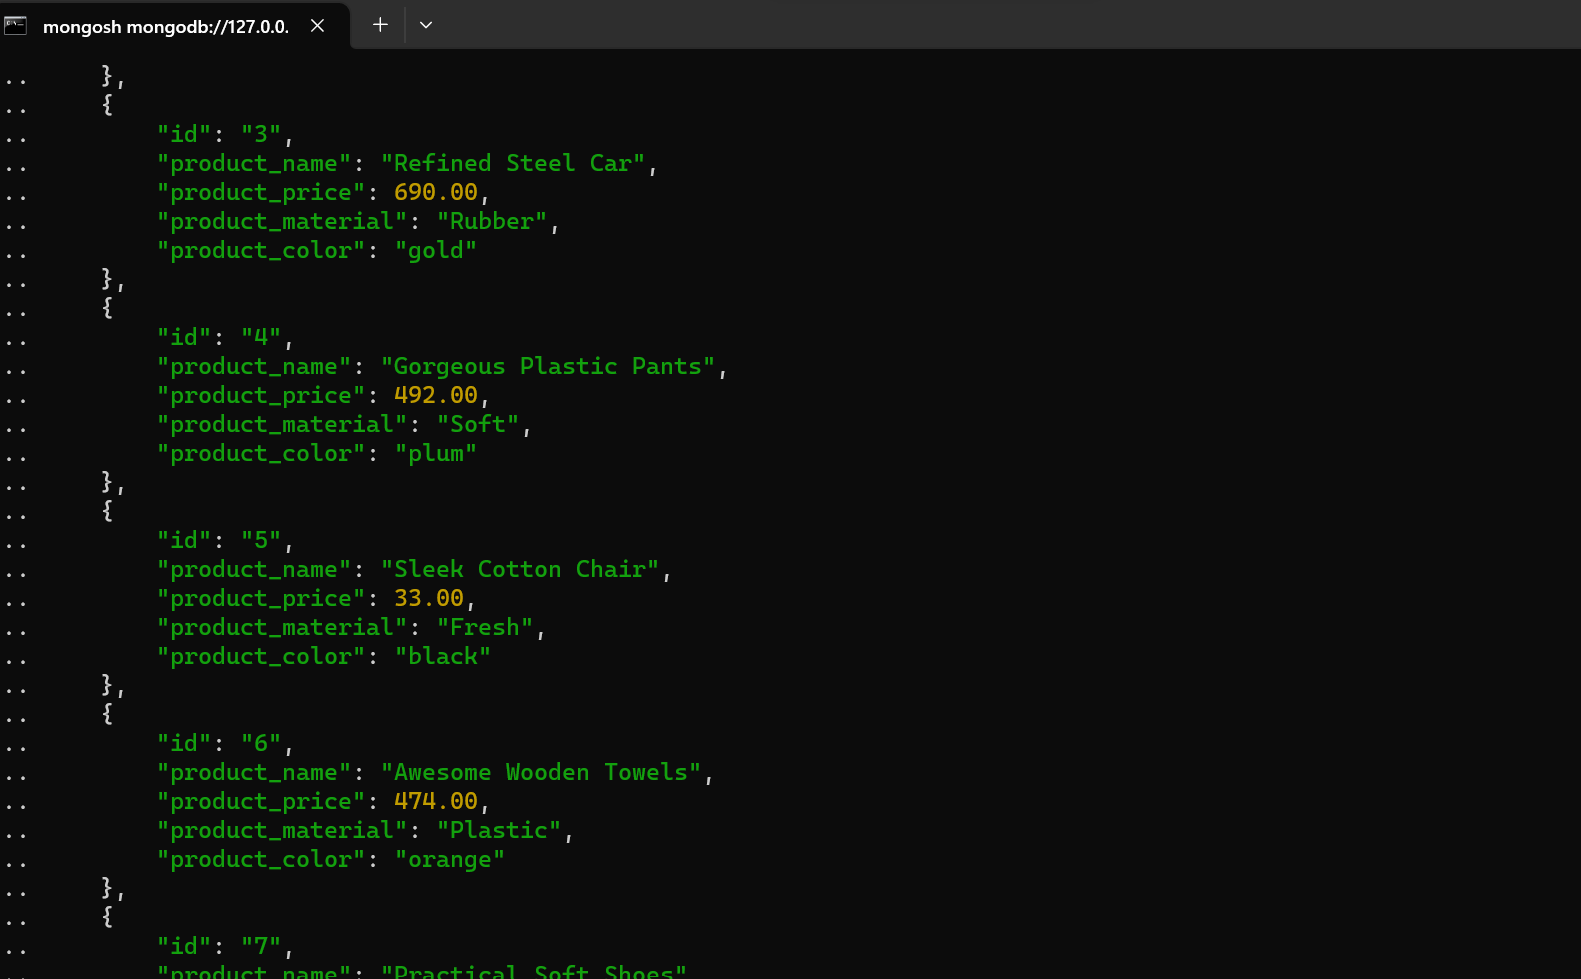 mongosh mongodb://127.0.0.
..     },
..     {
..         "id": "3",
..         "product_name": "Refined Steel Car",
..         "product_price": 690.00,
..         "product_material": "Rubber",
..         "product_color": "gold"
..     },
..     {
..         "id": "4",
..         "product_name": "Gorgeous Plastic Pants",
..         "product_price": 492.00,
..         "product_material": "Soft",
..         "product_color": "plum"
..     },
..     {
..         "id": "5",
..         "product_name": "Sleek Cotton Chair",
..         "product_price": 33.00,
..         "product_material": "Fresh",
..         "product_color": "black"
..     },
..     {
..         "id": "6",
..         "product_name": "Awesome Wooden Towels",
..         "product_price": 474.00,
..         "product_material": "Plastic",
..         "product_color": "orange"
..     },
..     {
..         "id": "7",
"product_name": "Practical Soft Shoes"